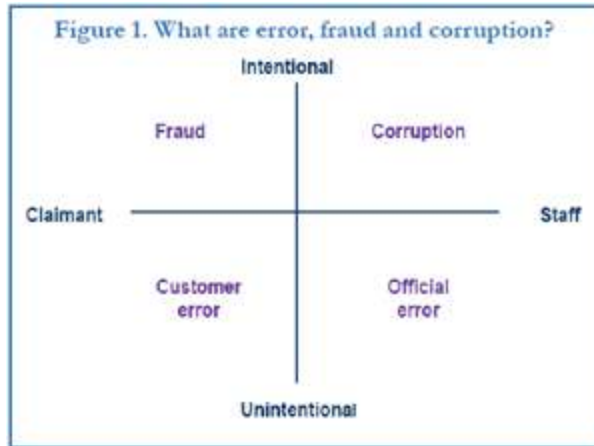 Figure 1. What are error, fraud and corruption?
Intentional
Fraud
Corruption
Claimant
Staff
Customer
error
Official
error
Unintentional